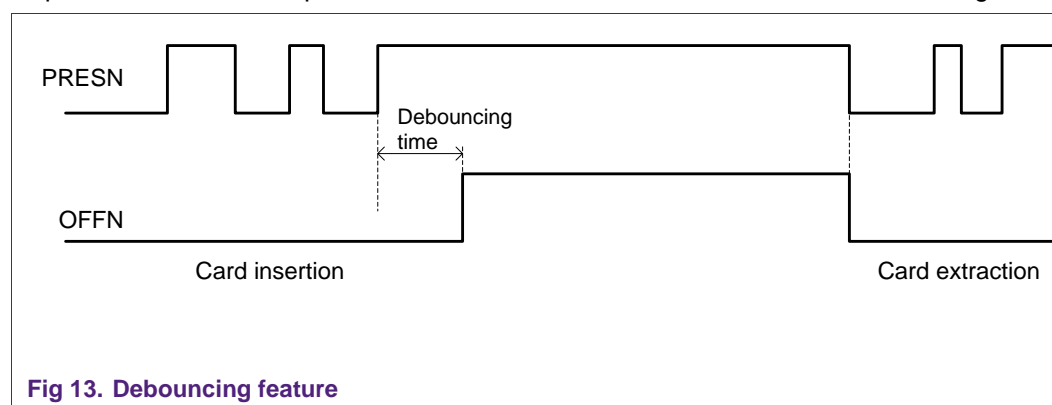 PRESN
Debouncing
time
OFFN
Card insertion
Card extraction
Fig 13. Debouncing feature